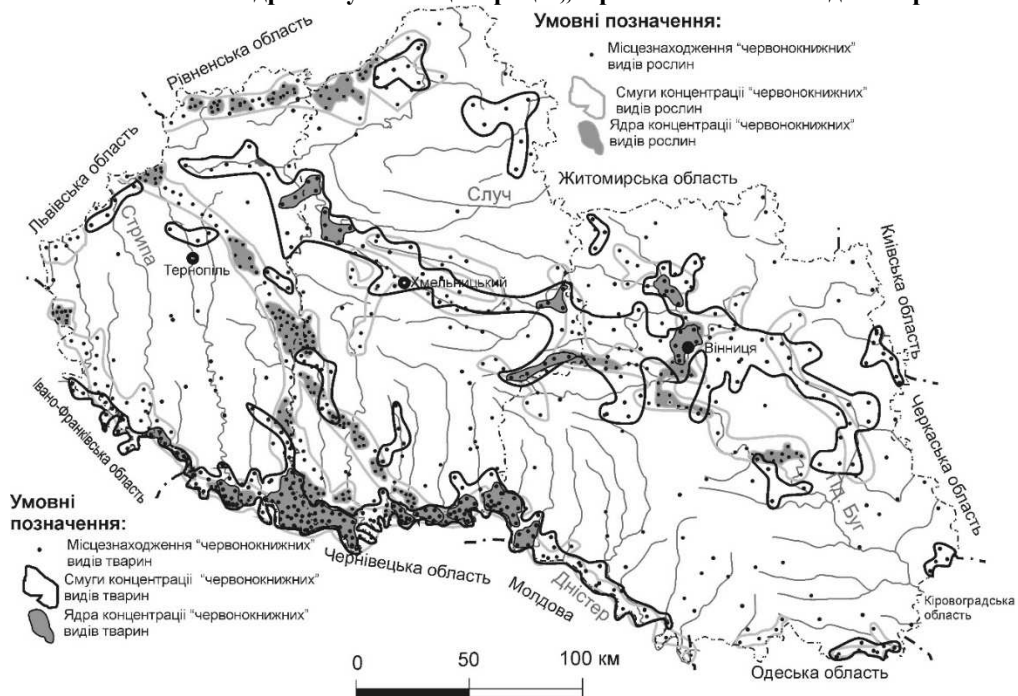 Умовні позначення:
Місцезнаходження “червонокнижних”
видів рослин
Смуги концентрації “червонокнижних”
видів рослин
Ядра концентрації “червонокнижних”
видів рослин
Рівненська область
Львівська область
Житомирська область
Київська область
Случ
Стрипа
Тернопіль
Хмельницький
Вінниця
Івано-Франківська область
Черкаська область
Буг
Умовні
позначення:
Місцезнаходження “червонокнижних”
видів тварин
Смуги концентрації “червонокнижних”
видів тварин
Ядра концентрації “червонокнижних”
видів тварин
Чернівецька область
Молдова
Дністер
Кіровоградська
область
Одеська область
0 50 100 км